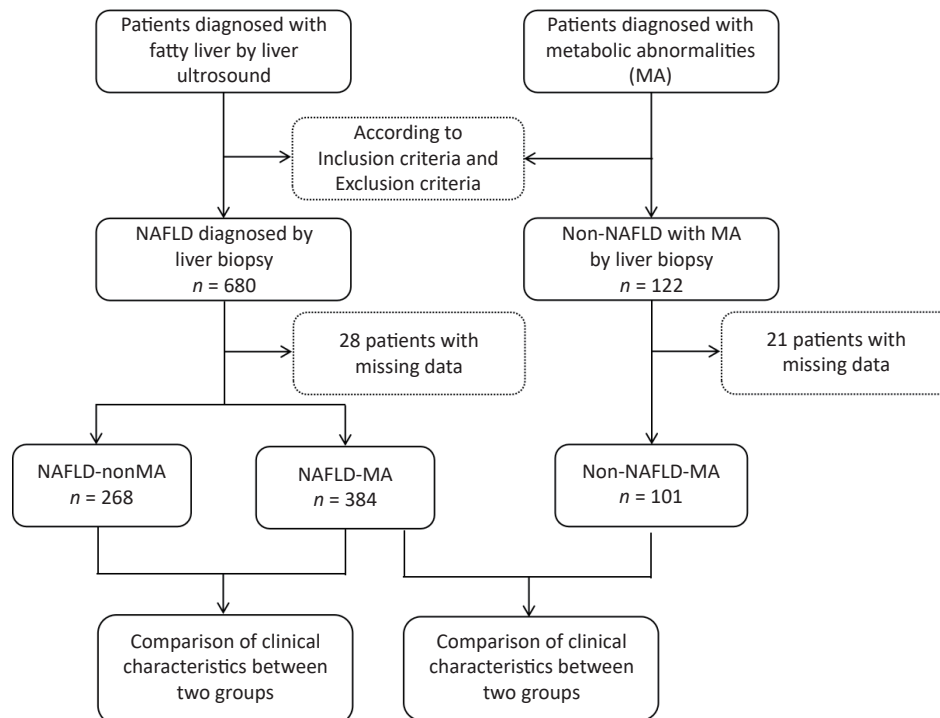 Patients diagnosed with
fatty liver by liver
ultrasound
Patients diagnosed with
metabolic abnormalities
(MA)
According to
Inclusion criteria and
Exclusion criteria
NAFLD diagnosed by
liver biopsy
n = 680
Non-NAFLD with MA
by liver biopsy
n = 122
28 patients with
missing data
21 patients with
missing data
NAFLD-nonMA
n = 268
NAFLD-MA
n = 384
Non-NAFLD-MA
n = 101
Comparison of clinical
characteristics between
two groups
Comparison of clinical
characteristics between
two groups